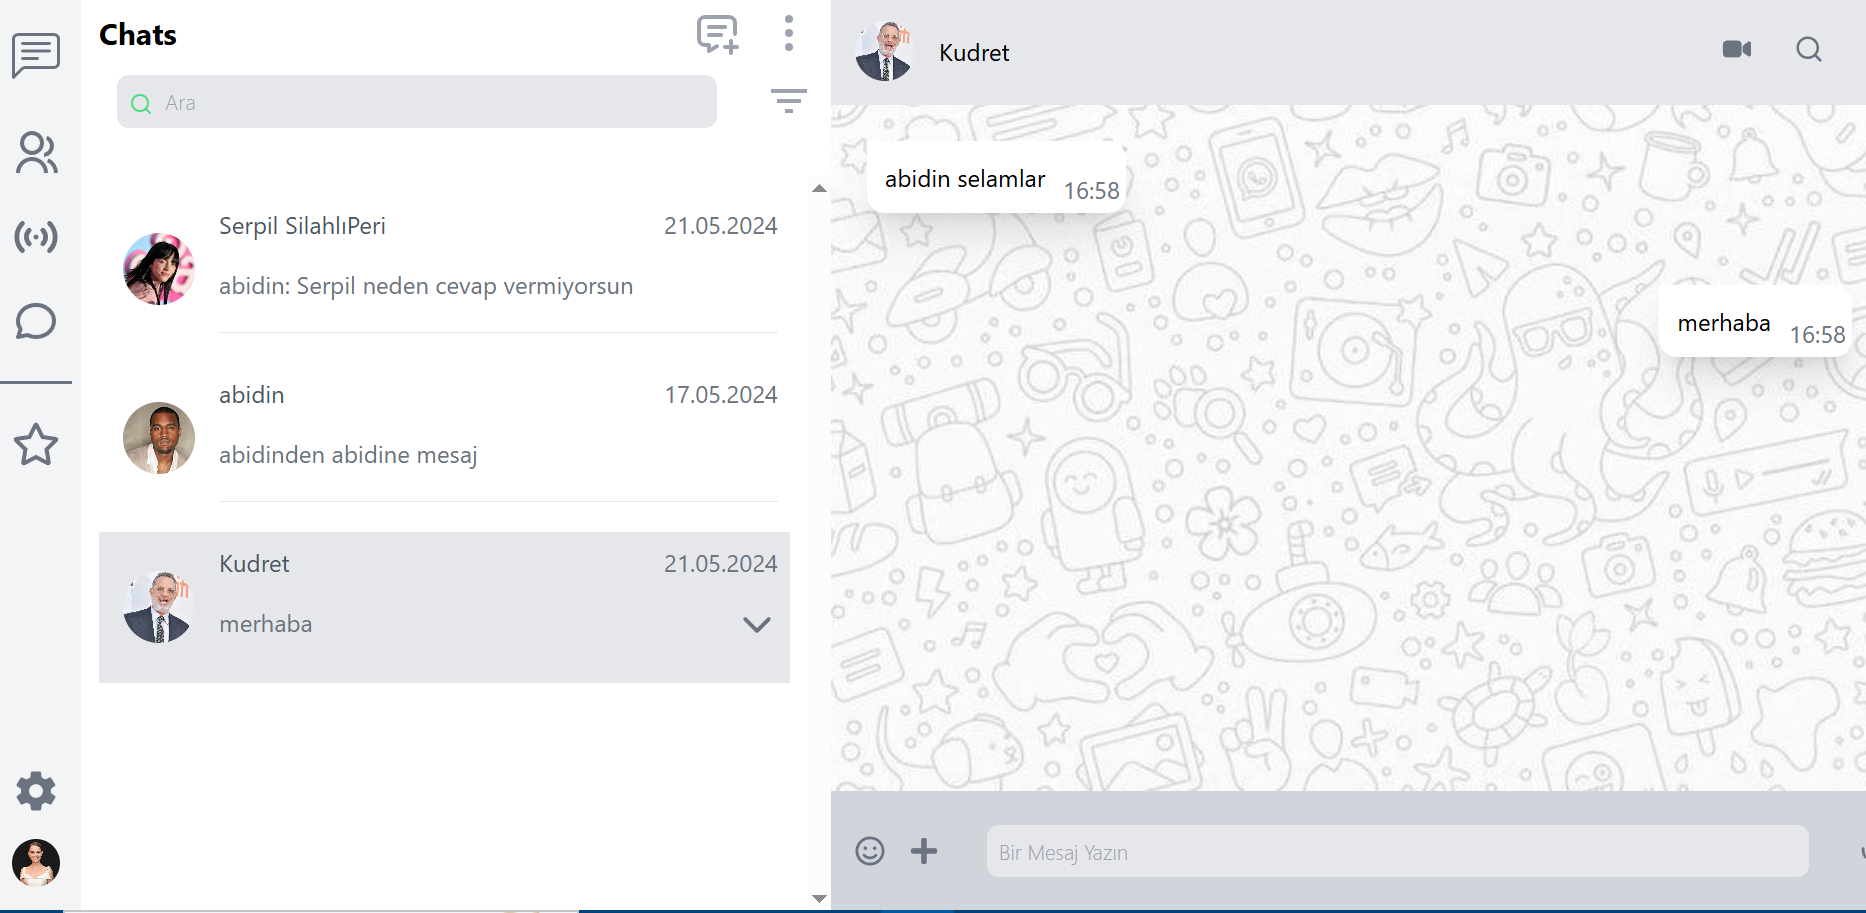 Chats
Ara
Serpil SilahlıPeri
21.05.2024
abidin: Serpil neden cevap vermiyorsun
abidin
17.05.2024
abidinden abidine mesaj
Kudret
21.05.2024
merhaba
Kudret
abidin selamlar
16:58
merhaba
16:58
Bir Mesaj Yazın